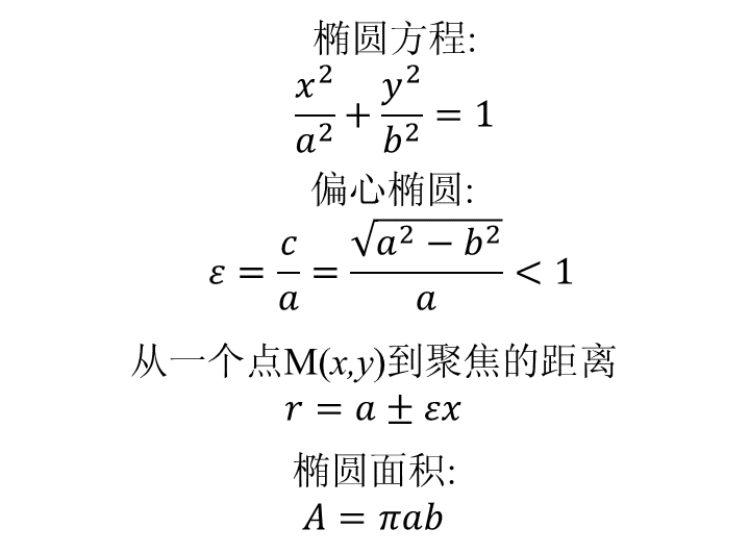 椭圆方程:
x²/a² + y²/b² = 1
偏心椭圆:
ε = c/a = √(a² − b²)/a < 1
从一个点M(x,y)到聚焦的距离
r = a ± εx
椭圆面积:
A = πab